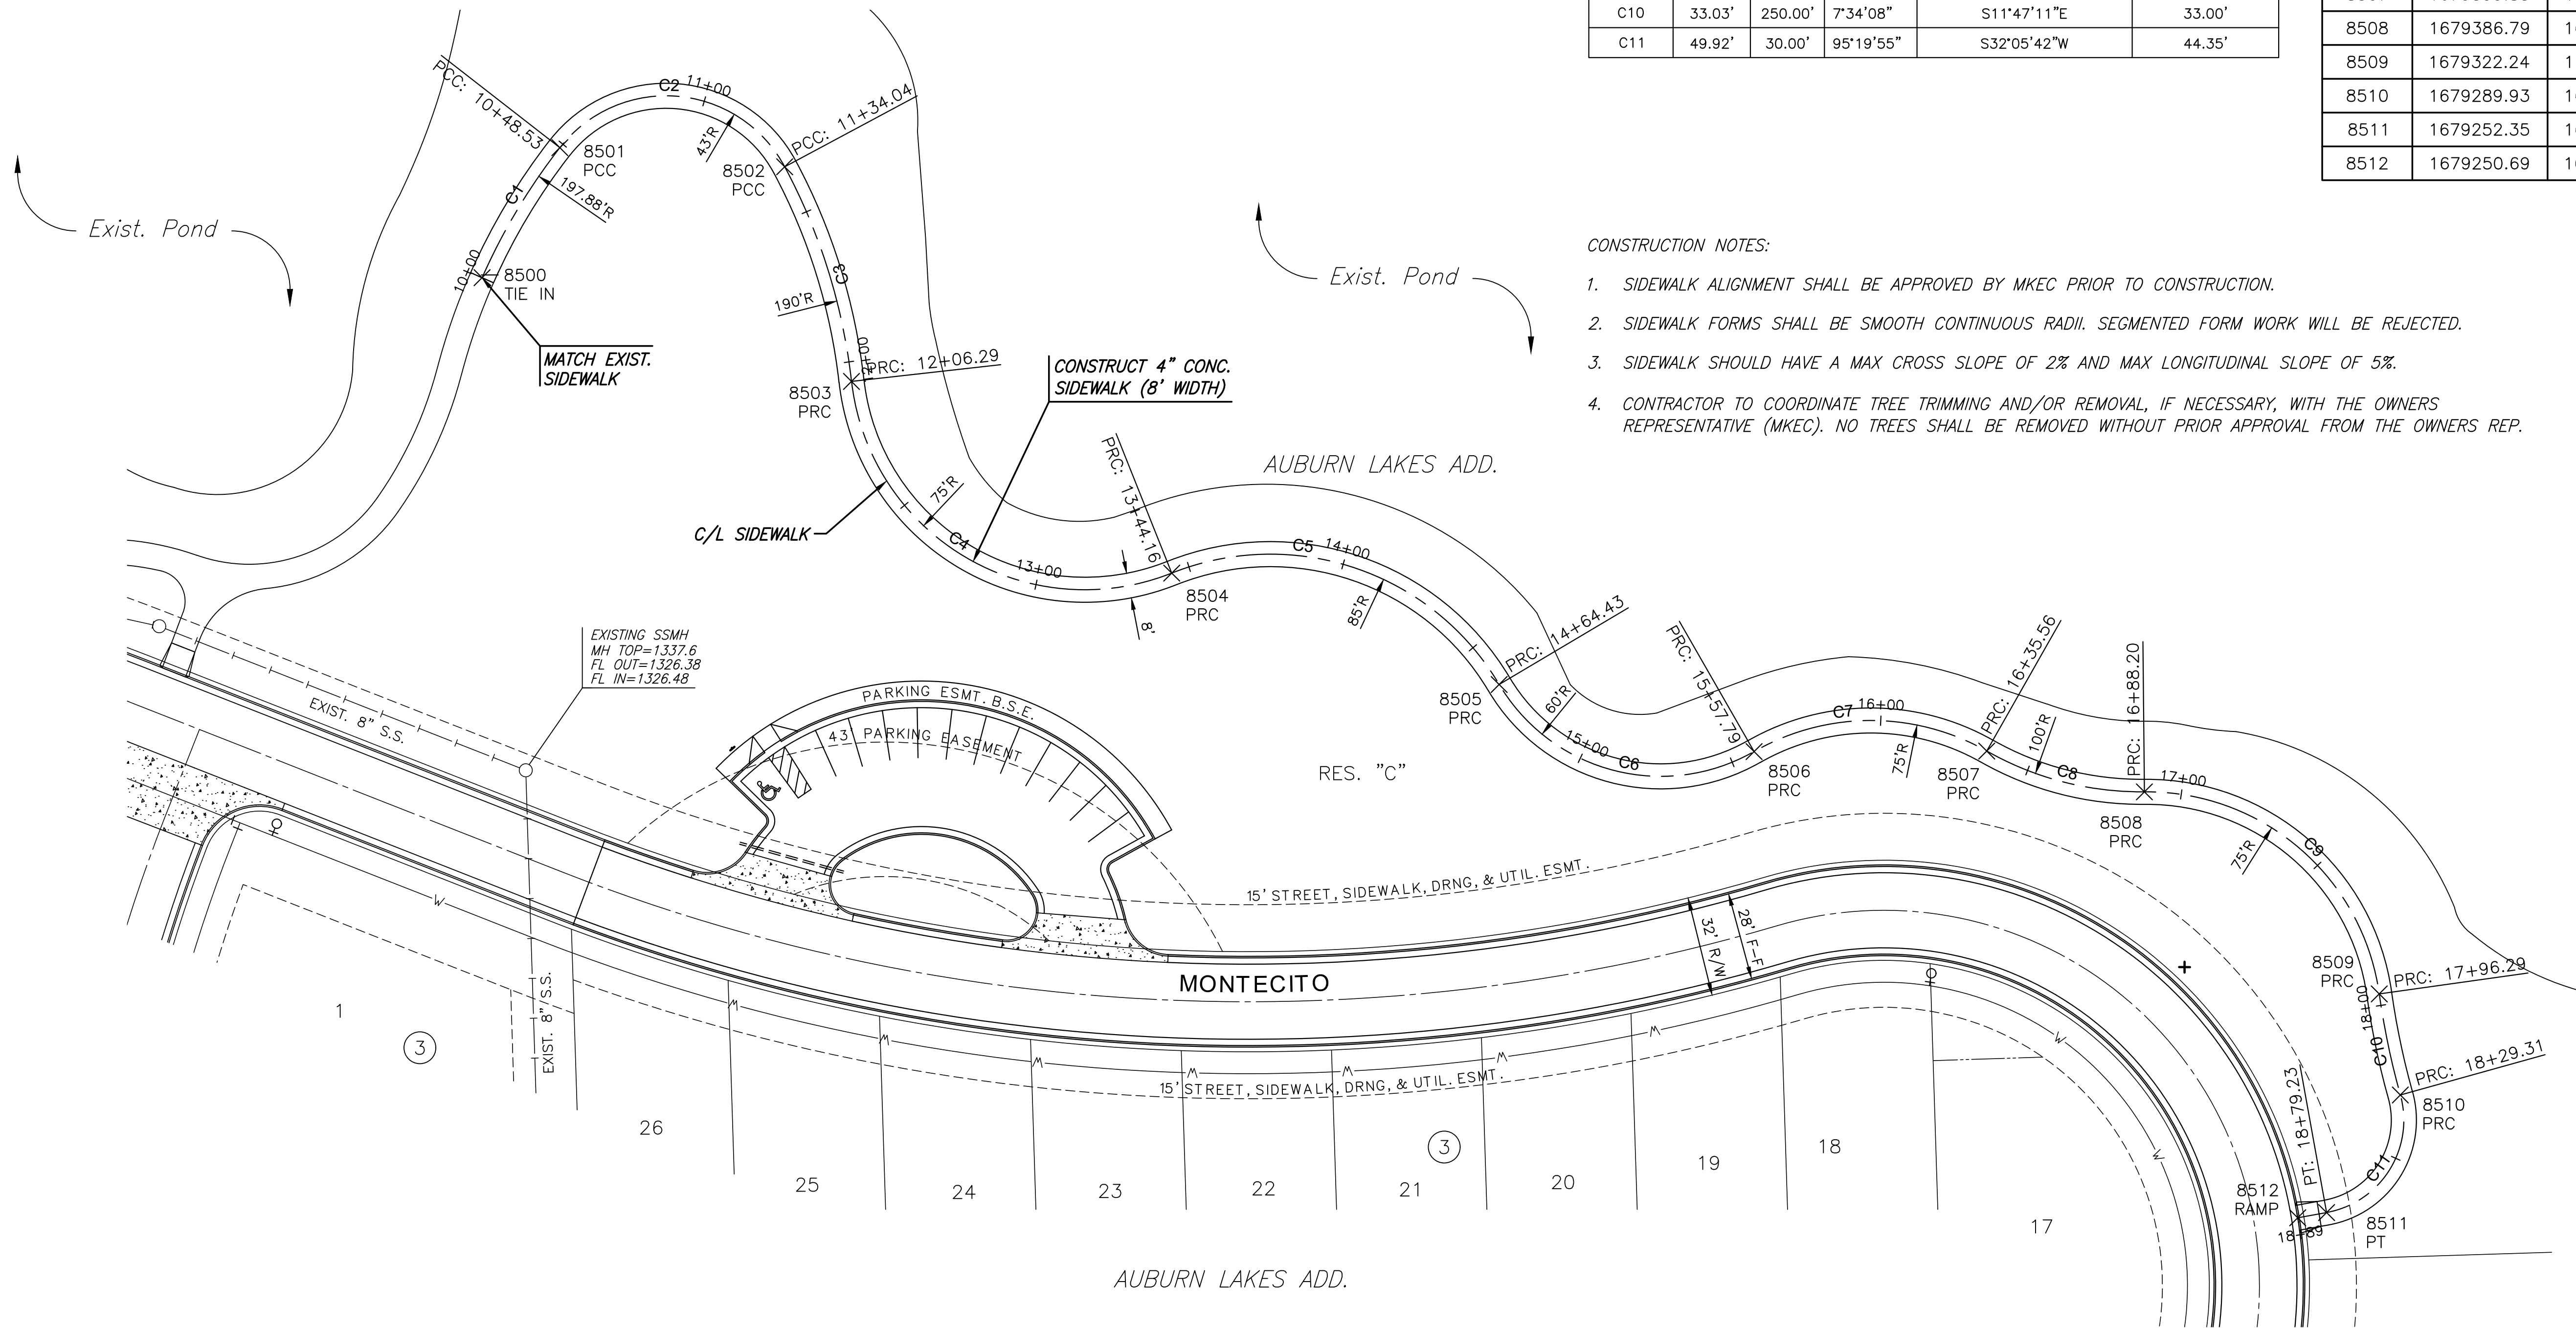 C10 33.03' 250.00' 7°34'08" S11°47'11"E 33.00'
C11 49.92' 30.00' 95°19'55" S32°05'42"W 44.35'
8508 1679386.79
8509 1679322.24
8510 1679289.93
8511 1679252.35
8512 1679250.69
CONSTRUCTION NOTES:
1. SIDEWALK ALIGNMENT SHALL BE APPROVED BY MKEC PRIOR TO CONSTRUCTION.
2. SIDEWALK FORMS SHALL BE SMOOTH CONTINUOUS RADII. SEGMENTED FORM WORK WILL BE REJECTED.
3. SIDEWALK SHOULD HAVE A MAX CROSS SLOPE OF 2% AND MAX LONGITUDINAL SLOPE OF 5%.
4. CONTRACTOR TO COORDINATE TREE TRIMMING AND/OR REMOVAL, IF NECESSARY, WITH THE OWNERS
REPRESENTATIVE (MKEC). NO TREES SHALL BE REMOVED WITHOUT PRIOR APPROVAL FROM THE OWNERS REP.
Exist. Pond
Exist. Pond
PCC: 10+48.53
C2
11+00
43'R
PCC: 11+34.04
8501
PCC
8502
PCC
C1
197.88'R
10+00
8500
TIE IN
MATCH EXIST.
SIDEWALK
C3
190'R
12+00
PRC: 12+06.29
8503
PRC
CONSTRUCT 4" CONC.
SIDEWALK (8' WIDTH)
C/L SIDEWALK
75'R
C4
13+00
PRC: 13+44.16
8'
8504
PRC
AUBURN LAKES ADD.
C5
14+00
85'R
PRC: 14+64.43
8505
PRC
60'R
15+00
C6
PRC: 15+57.79
8506
PRC
C7
16+00
75'R
PRC: 16+35.56
8507
PRC
100'R
C8
PRC: 16+88.20
8508
PRC
17+00
C9
75'R
8509
PRC
PRC: 17+96.29
18+00
C10
PRC: 18+29.31
8510
PRC
C11
PT: 18+79.23
8511
PT
8512
RAMP
18+89
EXISTING SSMH
MH TOP=1337.6
FL OUT=1326.38
FL IN=1326.48
EXIST. 8" S.S.
EXIST. 8" S.S.
PARKING ESMT. B.S.E.
43' PARKING EASEMENT
RES. "C"
15' STREET, SIDEWALK, DRNG, & UTIL. ESMT.
MONTECITO
32' R/W
28' F-F
15' STREET, SIDEWALK, DRNG, & UTIL. ESMT.
W
W
W
W
W
W
W
W
W
W
1
3
26
25
24
23
22
21
3
20
19
18
17
AUBURN LAKES ADD.